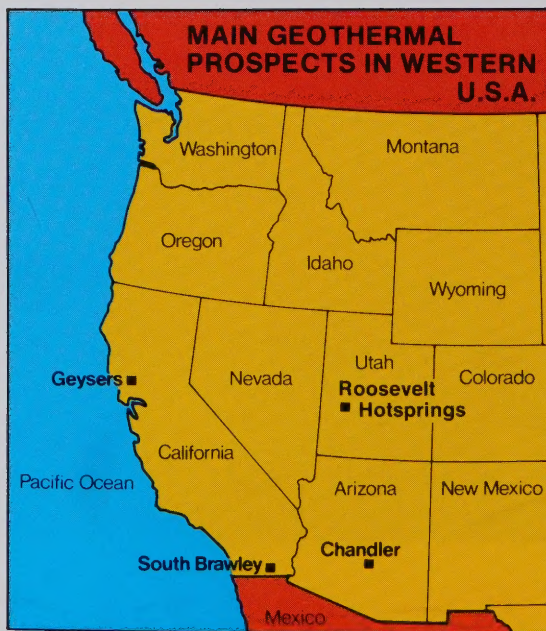 MAIN GEOTHERMAL
PROSPECTS IN WESTERN
U.S.A.
Washington
Montana
Oregon
Idaho
Wyoming
Utah
Colorado
Geysers
Nevada
Roosevelt
Hotsprings
California
Pacific Ocean
Arizona
New Mexico
South Brawley
Chandler
Mexico